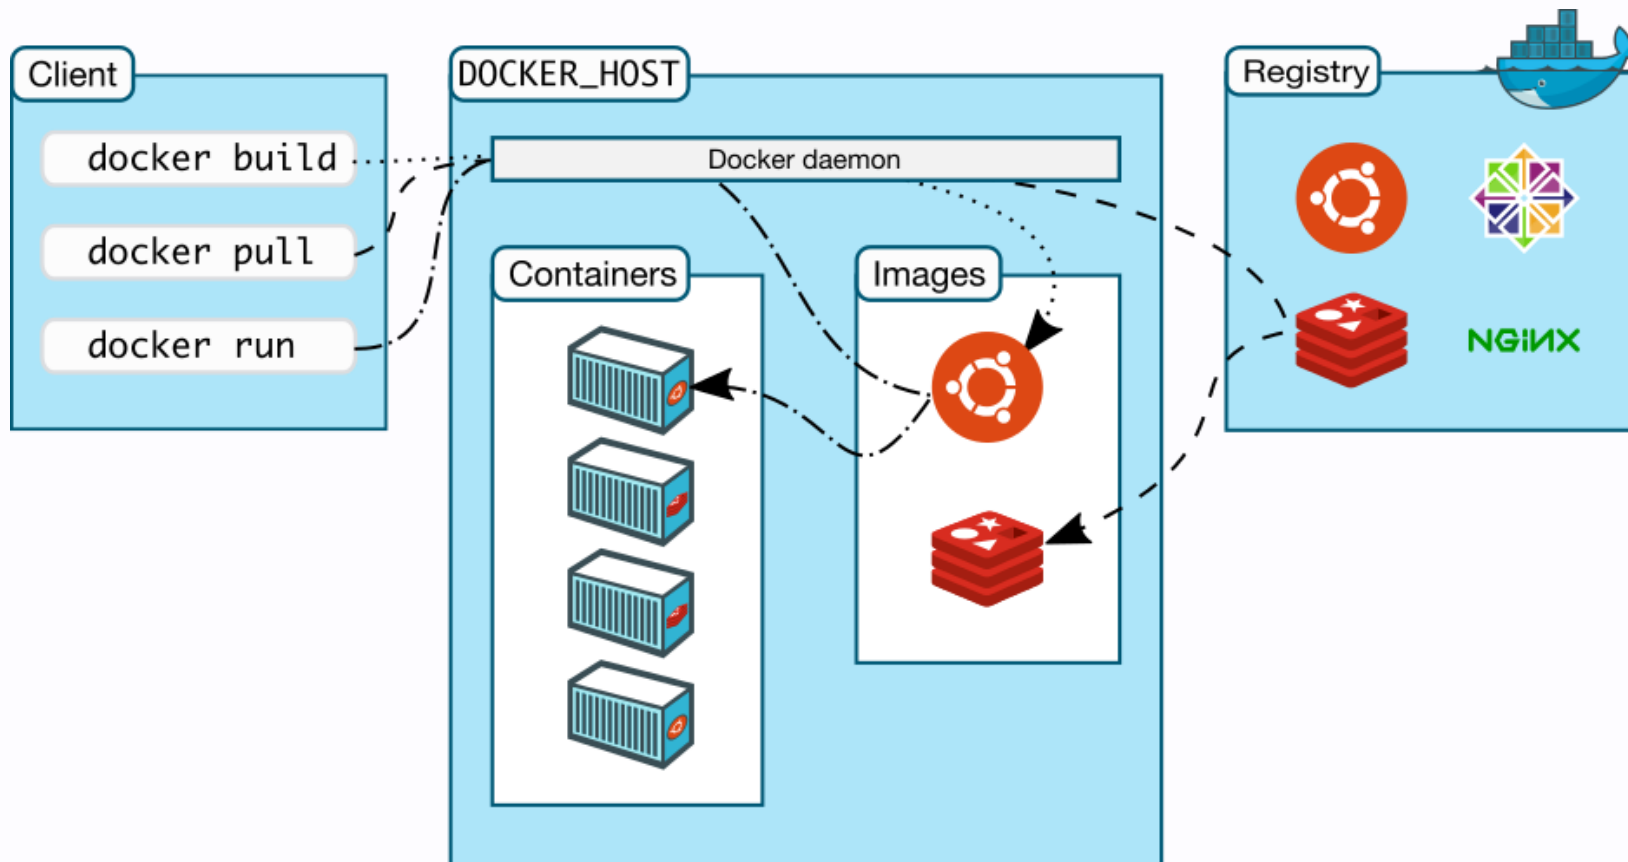 Client
docker build
docker pull
docker run
DOCKER_HOST
Docker daemon
Containers
Images
Registry
NGiNX